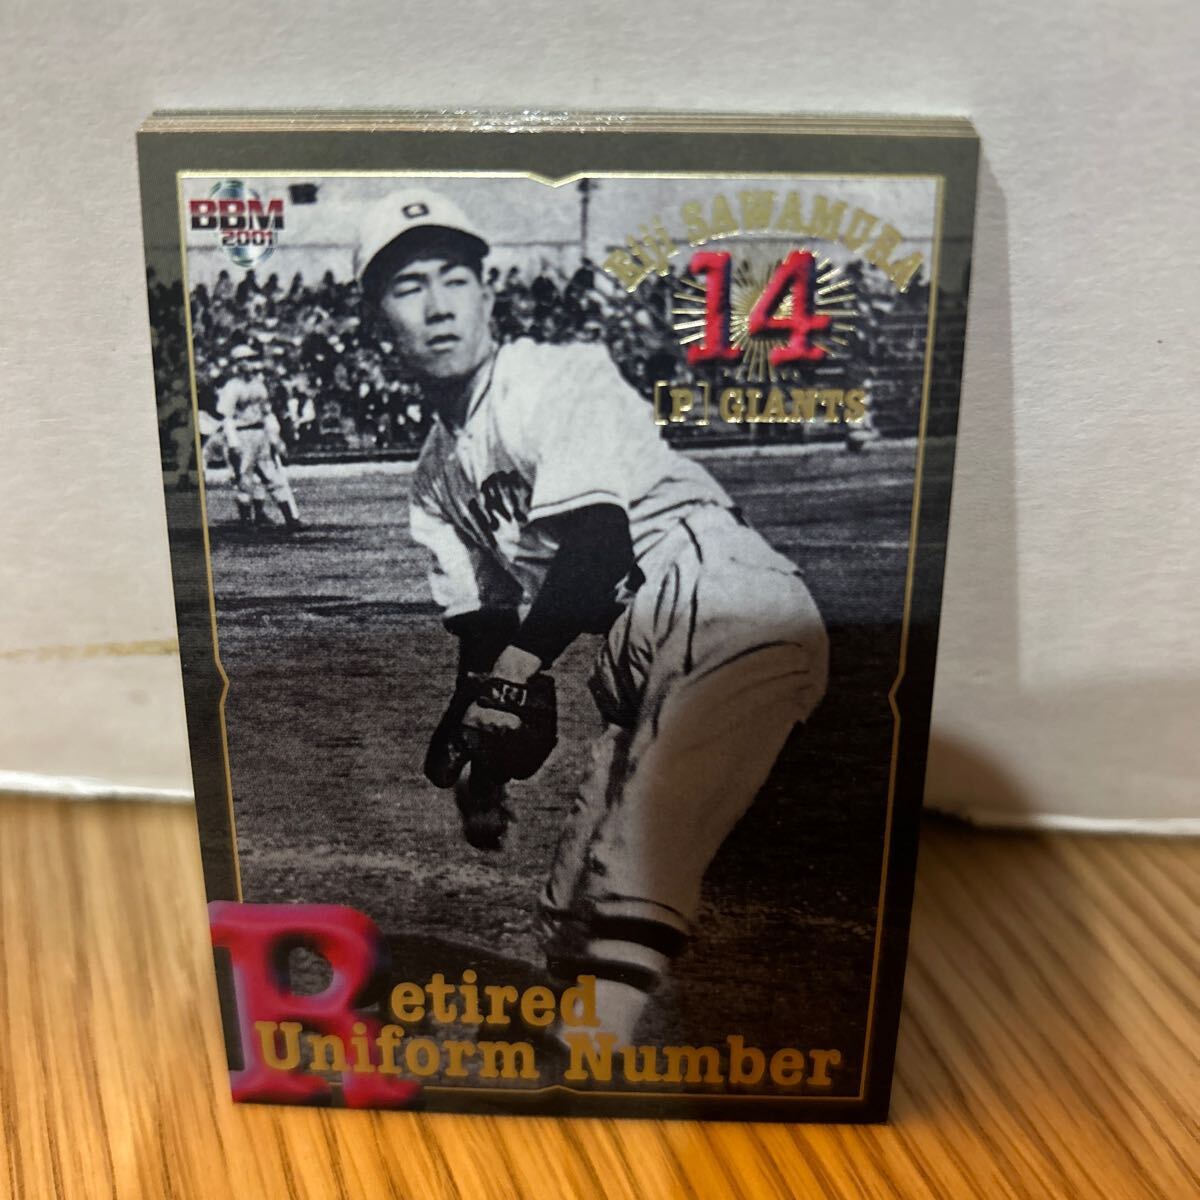 BBM
2001
Eiji SAWAMURA
14
[P] GIANTS
Retired
Uniform Number